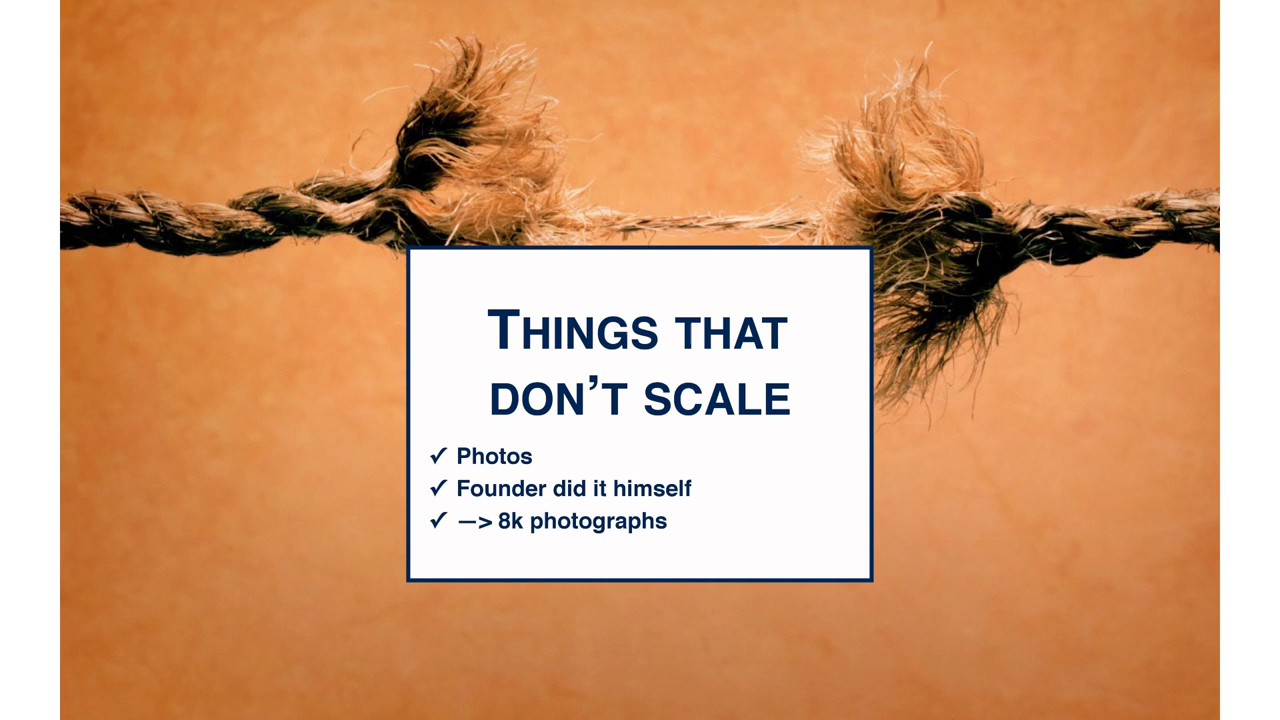 THINGS THAT
DON'T SCALE
✓ Photos
✓ Founder did it himself
✓ —> 8k photographs